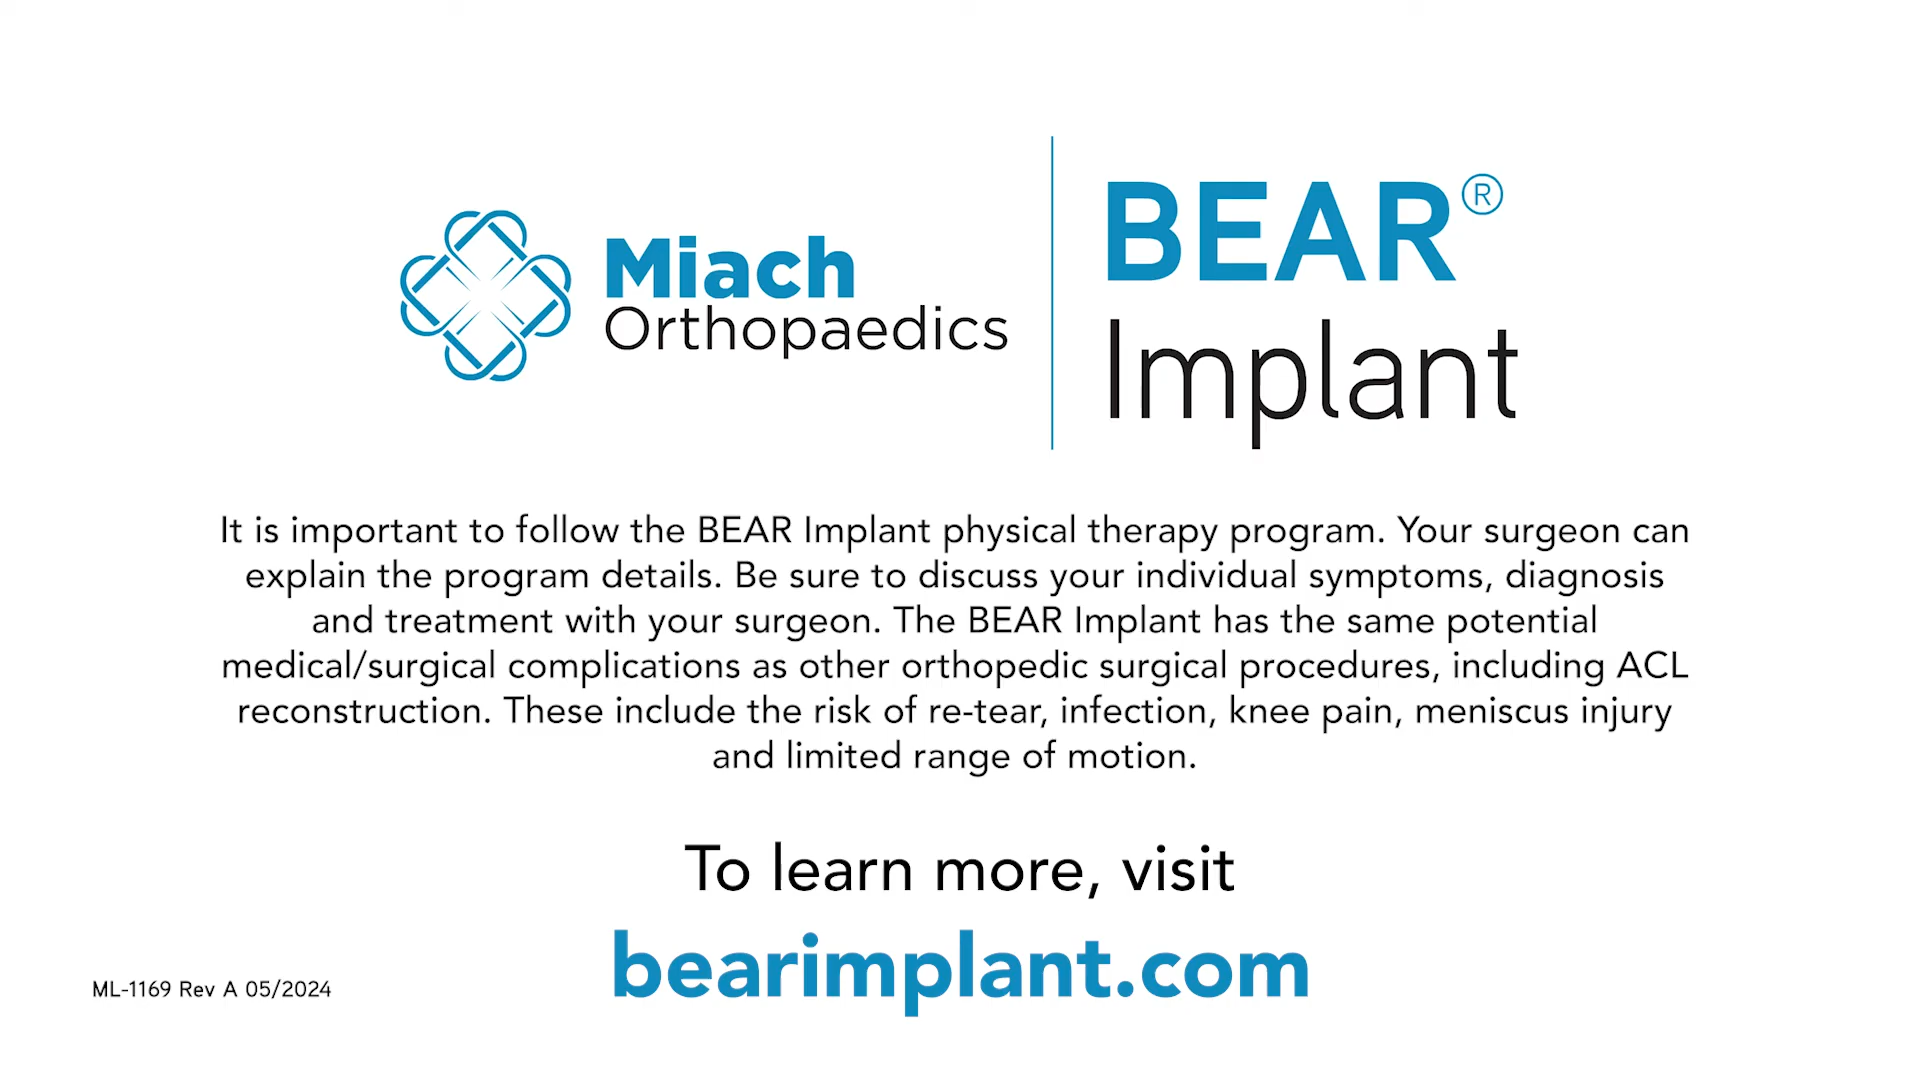 Miach
Orthopaedics
BEAR®
Implant
It is important to follow the BEAR Implant physical therapy program. Your surgeon can
explain the program details. Be sure to discuss your individual symptoms, diagnosis
and treatment with your surgeon. The BEAR Implant has the same potential
medical/surgical complications as other orthopedic surgical procedures, including ACL
reconstruction. These include the risk of re-tear, infection, knee pain, meniscus injury
and limited range of motion.
To learn more, visit
bearimplant.com
ML-1169 Rev A 05/2024